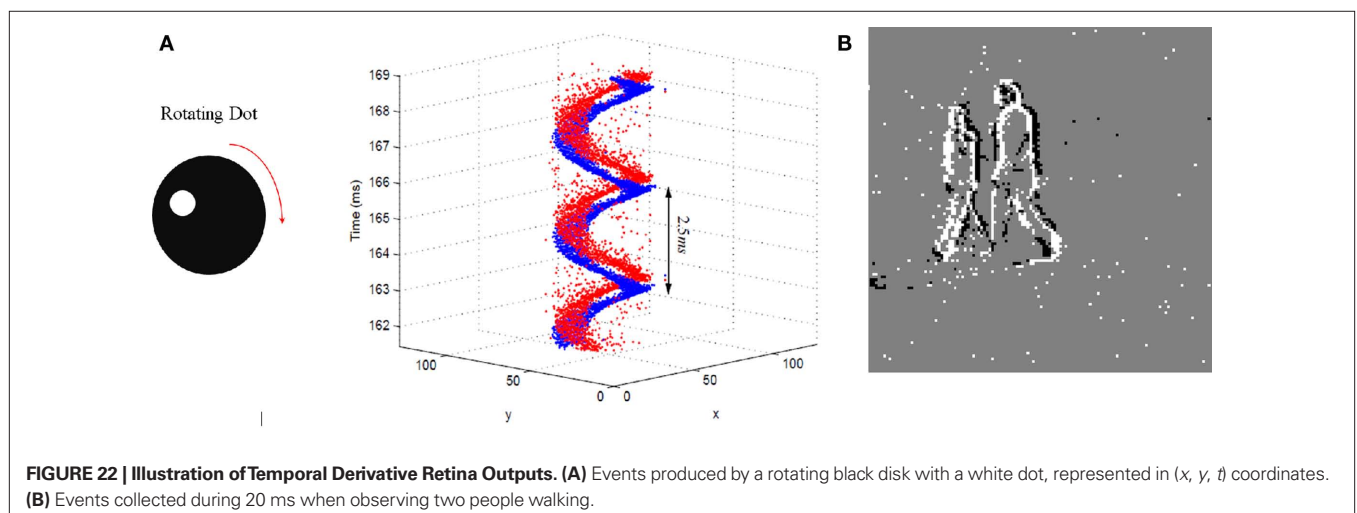 A
Rotating Dot
Time (ms)
169
168
167
166
165
164
163
162
2.5ms
100
50
0
0
50
100
y
x
B
FIGURE 22 | Illustration of Temporal Derivative Retina Outputs. (A) Events produced by a rotating black disk with a white dot, represented in (x, y, t) coordinates.
(B) Events collected during 20 ms when observing two people walking.